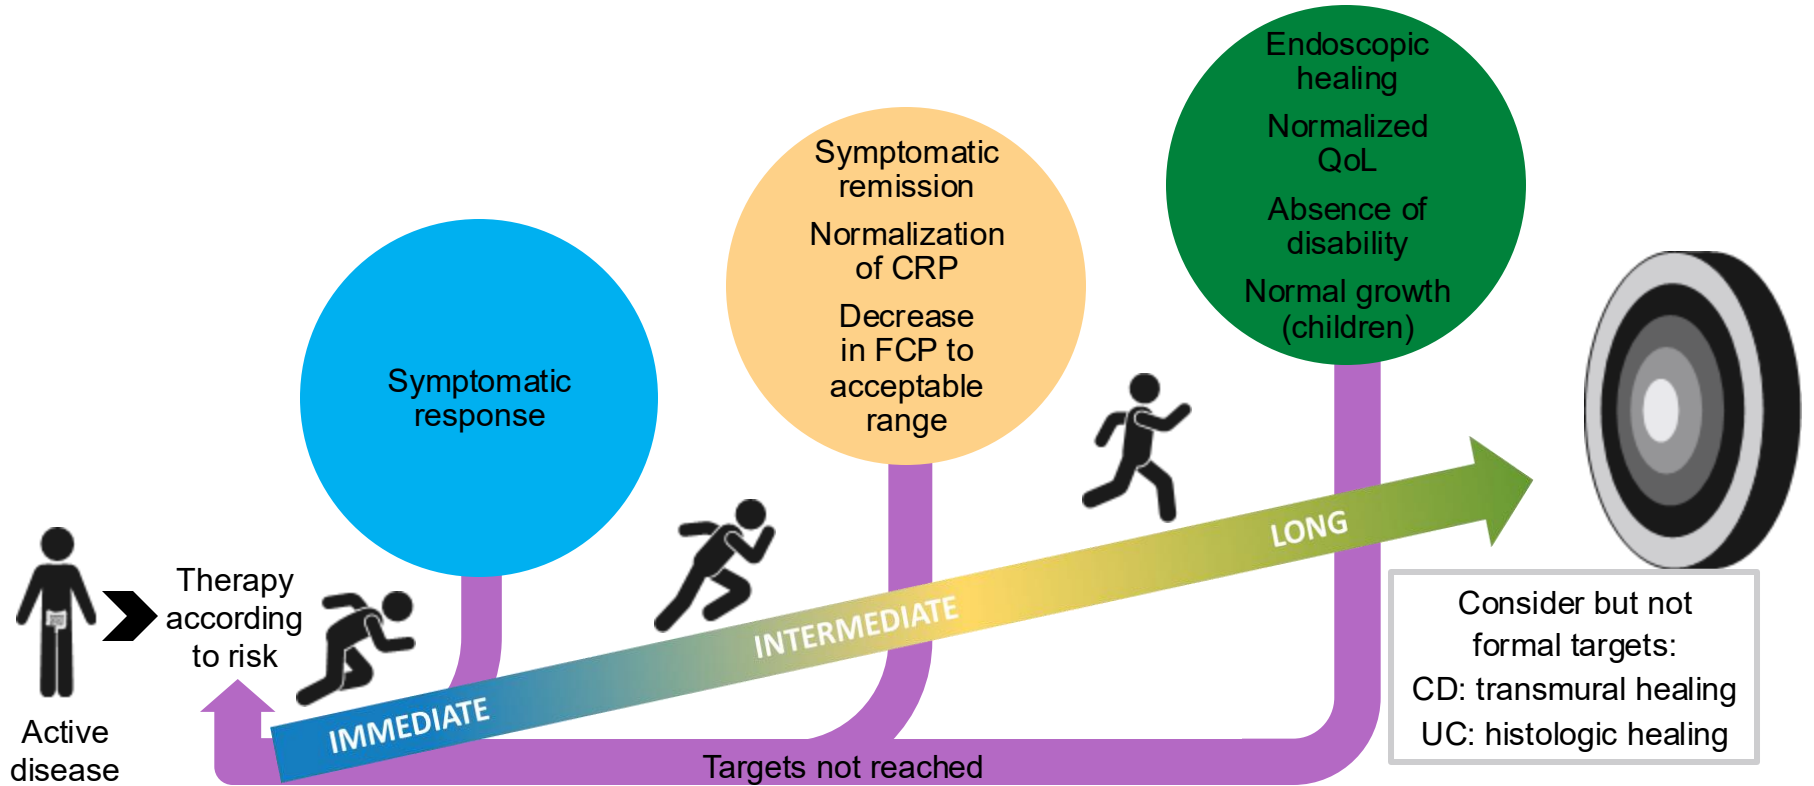 Active
disease
Therapy
according
to risk
Symptomatic
response
Symptomatic
remission
Normalization
of CRP
Decrease
in FCP to
acceptable
range
Endoscopic
healing
Normalized
QoL
Absence of
disability
Normal growth
(children)
IMMEDIATE
INTERMEDIATE
LONG
Targets not reached
Consider but not
formal targets:
CD: transmural healing
UC: histologic healing